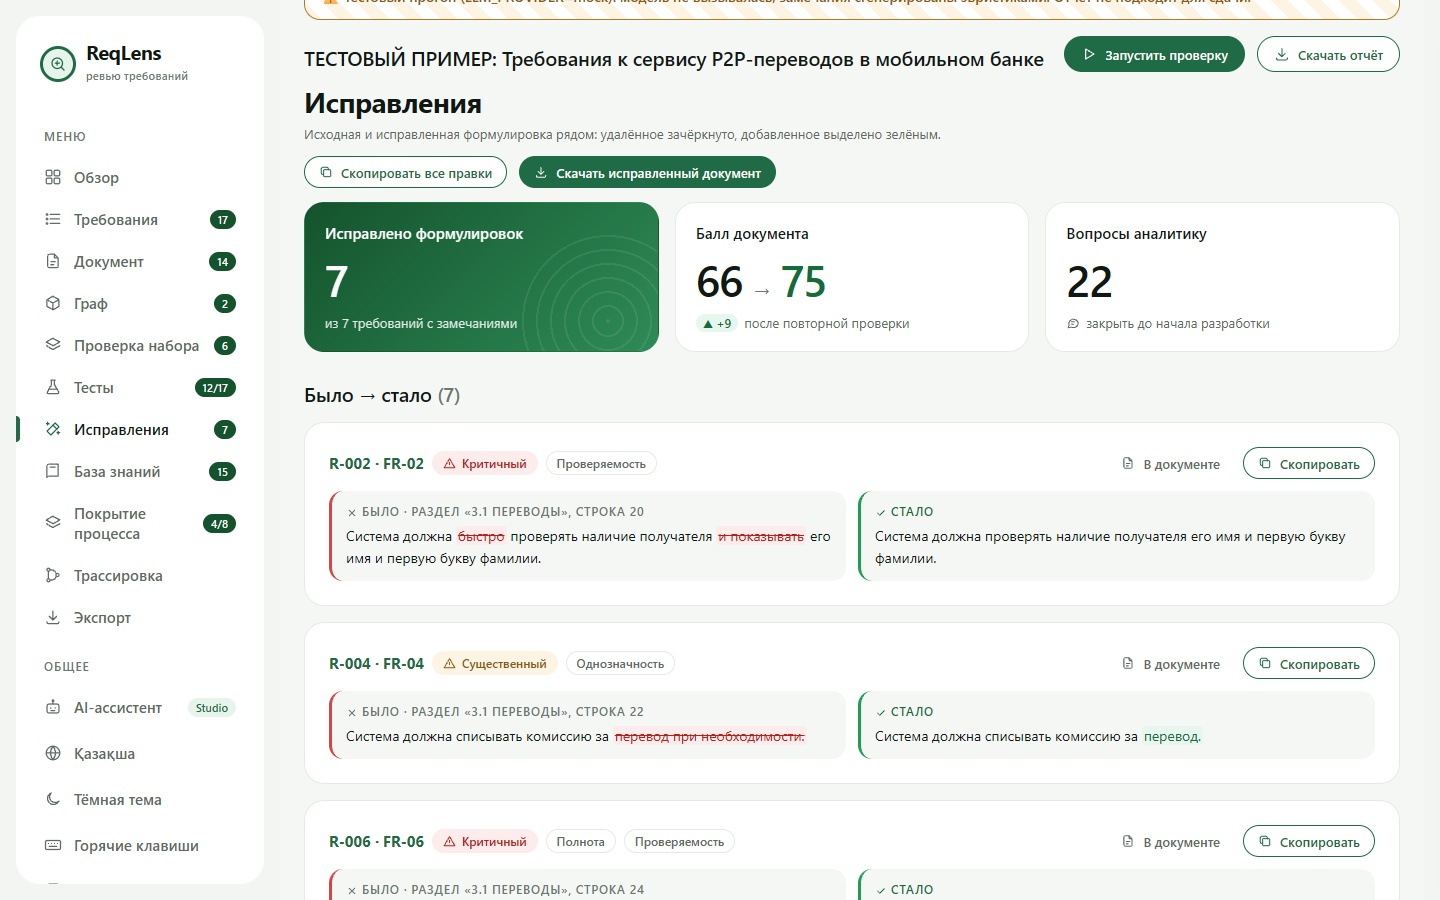 ReqLens
ревью требований
МЕНЮ
Обзор
Требования 17
Документ 14
Граф 2
Проверка набора 6
Тесты 12/17
Исправления 7
База знаний 15
Покрытие процесса 4/8
Трассировка
Экспорт
ОБЩЕЕ
AI-ассистент Studio
Қазақша
Тёмная тема
Горячие клавиши
ТЕСТОВЫЙ ПРИМЕР: Требования к сервису P2P-переводов в мобильном банке
Запустить проверку
Скачать отчёт
Исправления
Исходная и исправленная формулировка рядом: удалённое зачёркнуто, добавленное выделено зелёным.
Скопировать все правки
Скачать исправленный документ
Исправлено формулировок
7
из 7 требований с замечаниями
Балл документа
66 → 75
▲ +9 после повторной проверки
Вопросы аналитику
22
закрыть до начала разработки
Было → стало (7)
R-002 · FR-02 Критичный Проверяемость В документе Скопировать
× БЫЛО · РАЗДЕЛ «3.1 ПЕРЕВОДЫ», СТРОКА 20
Система должна быстро проверять наличие получателя и показывать его
имя и первую букву фамилии.
✓ СТАЛО
Система должна проверять наличие получателя его имя и первую букву
фамилии.
R-004 · FR-04 Существенный Однозначность В документе Скопировать
× БЫЛО · РАЗДЕЛ «3.1 ПЕРЕВОДЫ», СТРОКА 22
Система должна списывать комиссию за перевод при необходимости.
✓ СТАЛО
Система должна списывать комиссию за перевод.
R-006 · FR-06 Критичный Полнота Проверяемость В документе Скопировать
× БЫЛО · РАЗДЕЛ «3.1 ПЕРЕВОДЫ», СТРОКА 24
✓ СТАЛО